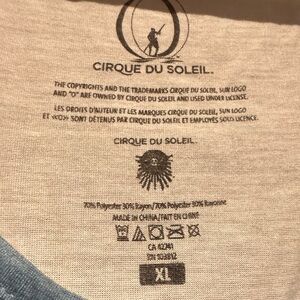 CIRQUE DU SOLEIL.
THE COPYRIGHTS AND THE TRADEMARKS CIRQUE DU SOLEIL, SUN LOGO
AND "O" ARE OWNED BY CIRQUE DU SOLEIL AND USED UNDER LICENSE.
LES DROITS D'AUTEUR ET LES MARQUES CIRQUE DU SOLEIL, SUN LOGO
ET «O» SONT DÉTENUS PAR CIRQUE DU SOLEIL ET EMPLOYÉS SOUS LICENCE.
CIRQUE DU SOLEIL.
70% Polyester 30% Rayon/70% Polyester 30% Rayonne
MADE IN CHINA/FAIT EN CHINE
CA 42741
103812
XL